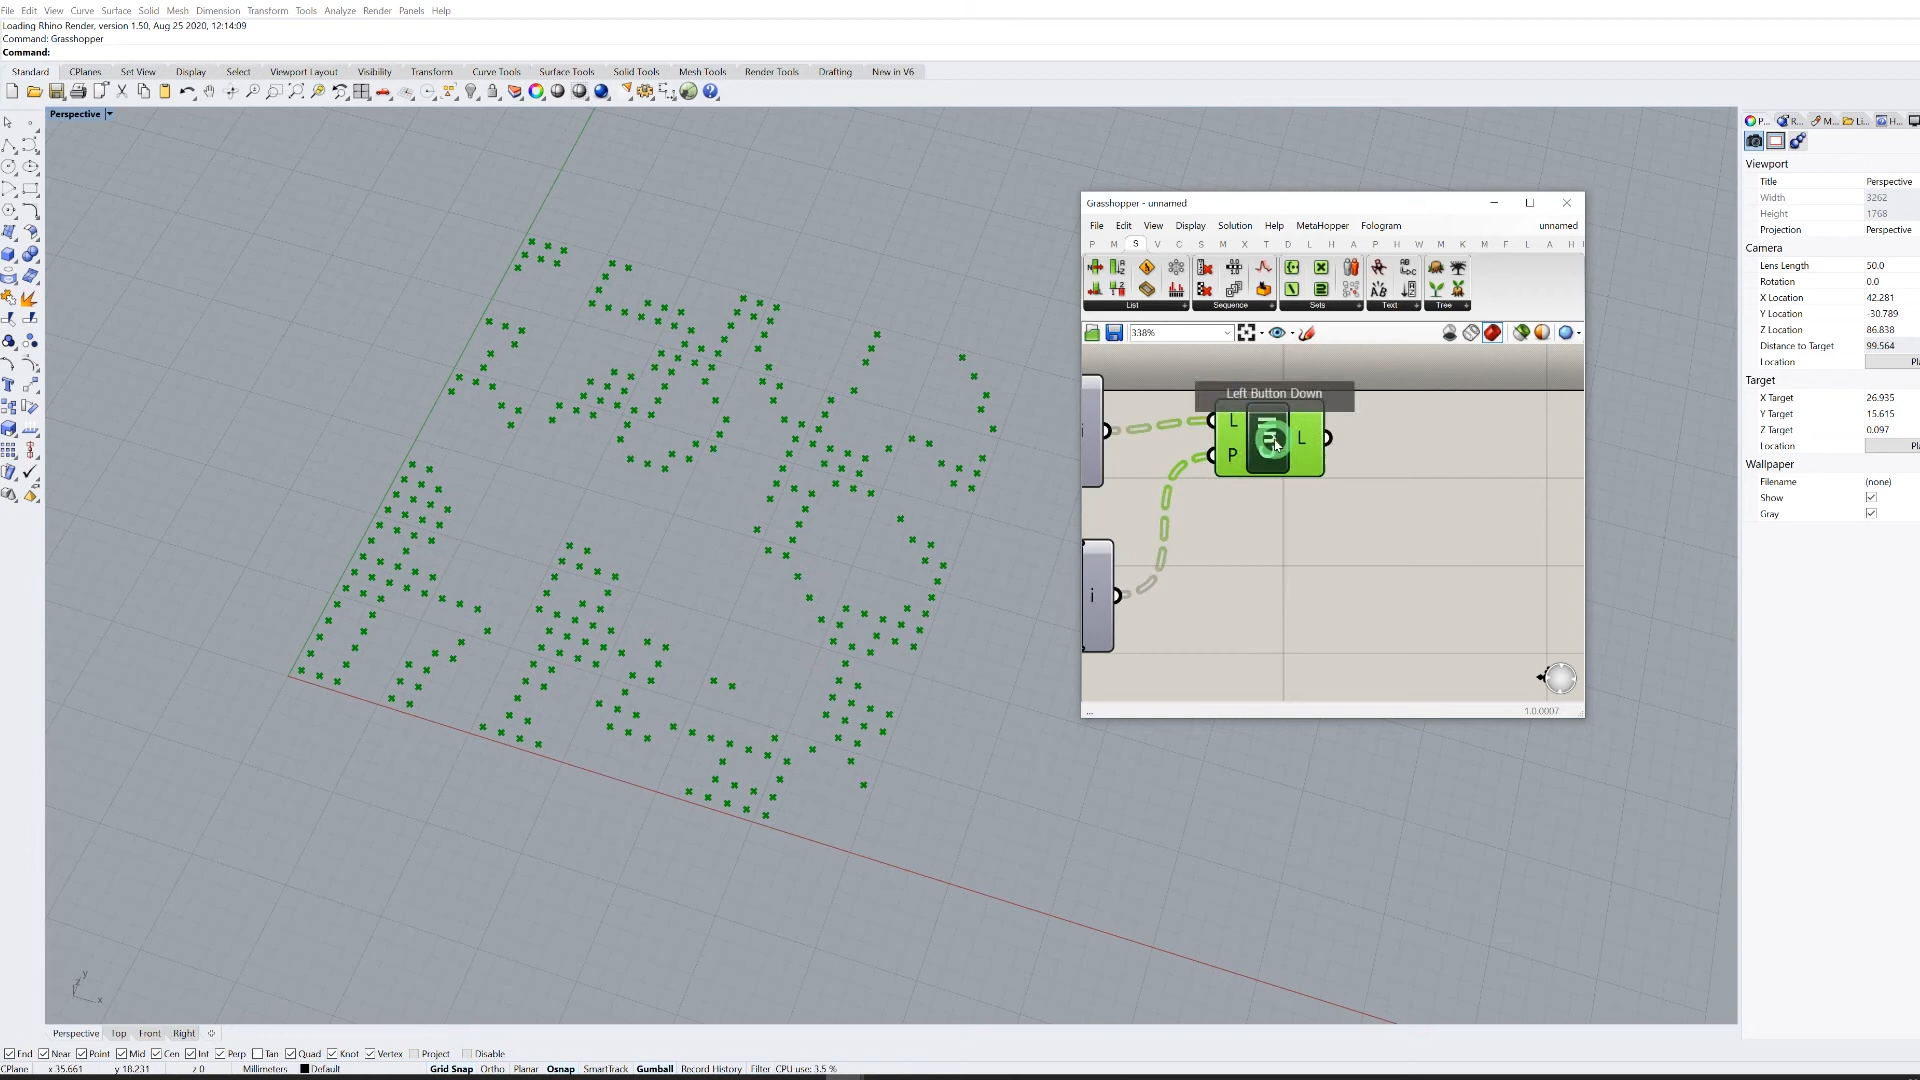 File Edit View Curve Surface Solid Mesh Dimension Transform Tools Analyze Render Panels Help
Loading Rhino Render, version 1.50, Aug 25 2020, 12:14:09
Command: Grasshopper
Command:
Standard CPlanes Set View Display Select Viewport Layout Visibility Transform Curve Tools Surface Tools Solid Tools Mesh Tools Render Tools Drafting New in V6
Perspective
P... R... M... Li... H...
Viewport
Title Perspective
Width 3262
Height 1768
Projection Perspective
Camera
Lens Length 50.0
Rotation 0.0
X Location 42.281
Y Location -30.789
Z Location 86.838
Distance to Target 99.564
Location Pla
Target
X Target 26.935
Y Target 15.615
Z Target 0.097
Location Pla
Wallpaper
Filename (none)
Show
Gray
Grasshopper - unnamed
File Edit View Display Solution Help MetaHopper Fologram unnamed
P M S V C S M X T D L H A P H W M K M F L A H
List Sequence Sets Text Tree
338%
Left Button Down
L L
P
i
i
... 1.0.0007
y
z
x
Perspective Top Front Right
End Near Point Mid Cen Int Perp Tan Quad Knot Vertex Project Disable
CPlane x 35.661 y 18.231 z 0 Millimeters Default Grid Snap Ortho Planar Osnap SmartTrack Gumball Record History Filter CPU use: 3.5 %